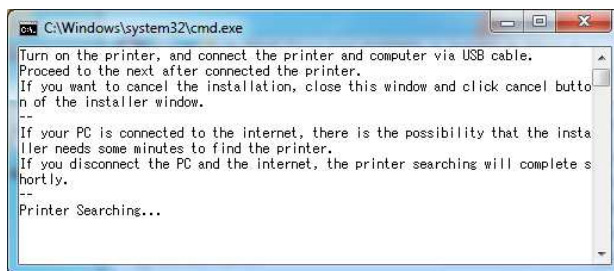 C:\Windows\system32\cmd.exe
Turn on the printer, and connect the printer and computer via USB cable.
Proceed to the next after connected the printer.
If you want to cancel the installation, close this window and click cancel butto
n of the installer window.
--
If your PC is connected to the internet, there is the possibility that the insta
ller needs some minutes to find the printer.
If you disconnect the PC and the internet, the printer searching will complete s
hortly.
--
Printer Searching...